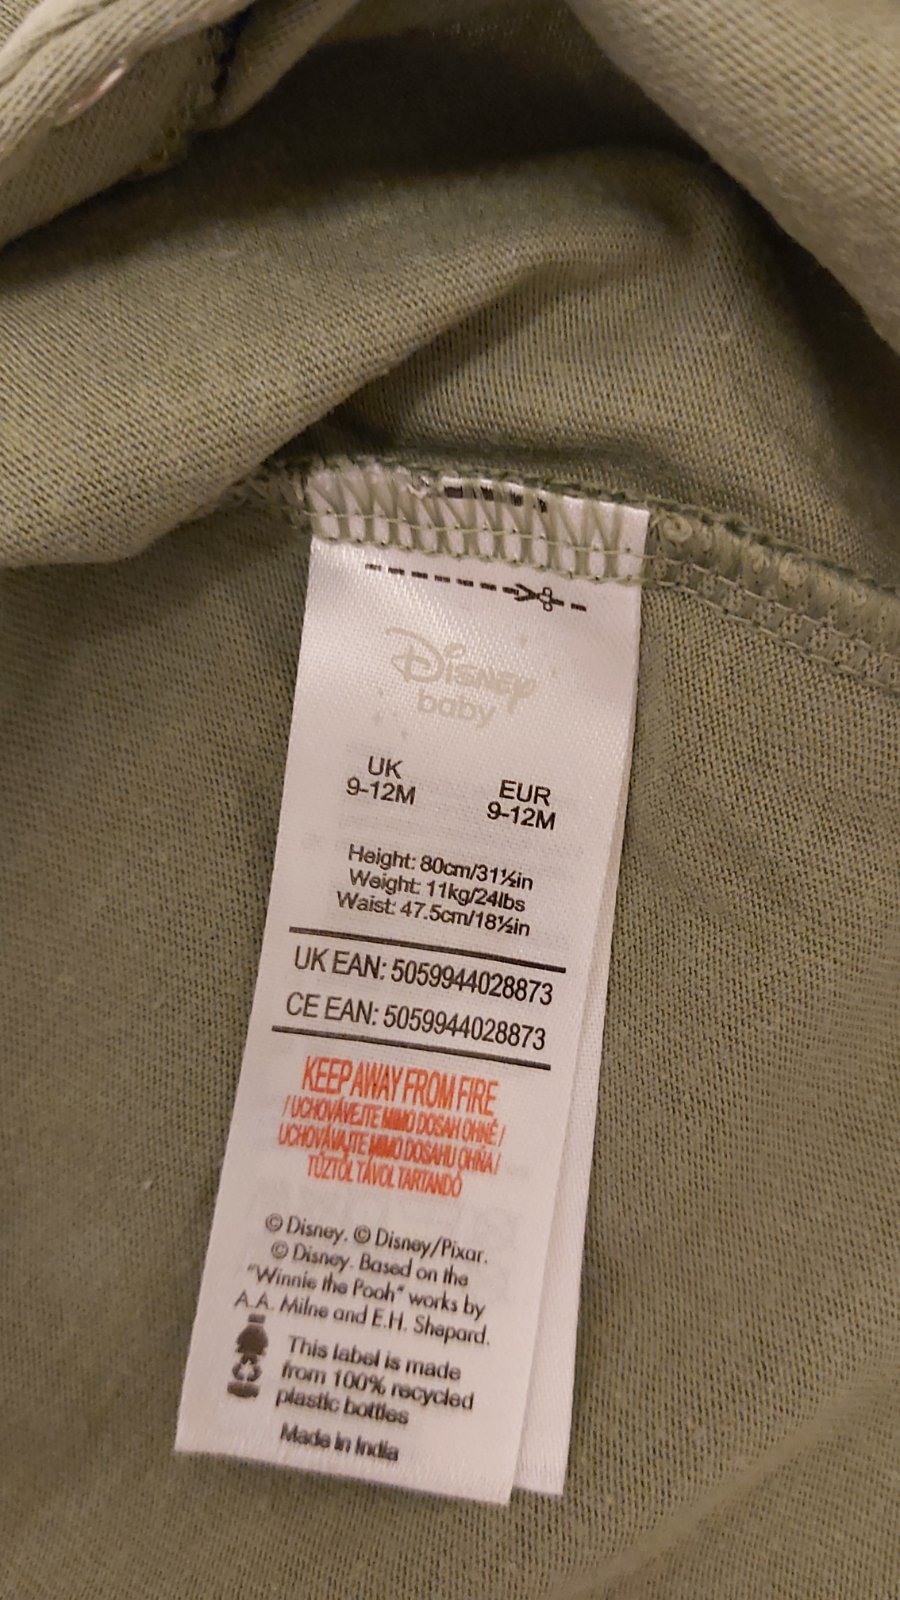 Disney
baby
UK
9-12M
EUR
9-12M
Height: 80cm/31½in
Weight: 11kg/24lbs
Waist: 47.5cm/18½in
UK EAN: 5059944028873
CE EAN: 5059944028873
KEEP AWAY FROM FIRE
/ UCHOVÁVEJTE MIMO DOSAH OHNĚ /
UCHOVÁVAJTE MIMO DOSAHU OHŇA /
TŰZTŐL TÁVOL TARTANDÓ
© Disney. © Disney/Pixar.
© Disney. Based on the
"Winnie the Pooh" works by
A.A. Milne and E.H. Shepard.
This label is made
from 100% recycled
plastic bottles
Made in India